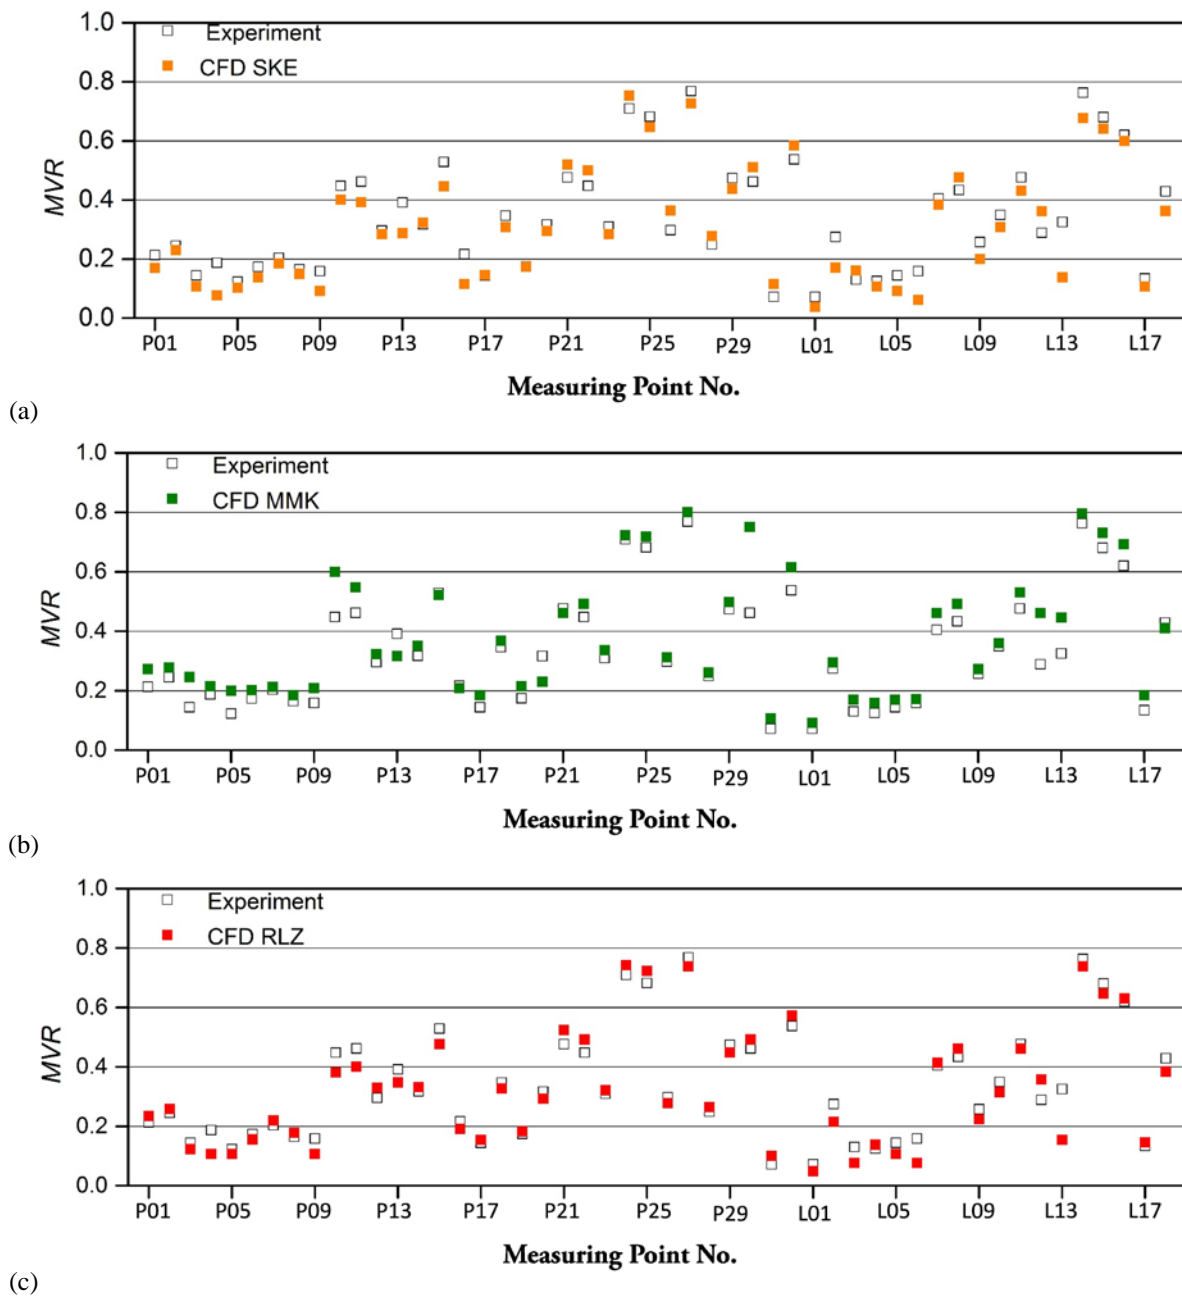 1.0
Experiment
CFD SKE
0.8
0.6
0.4
0.2
0.0
MVR
P01 P05 P09 P13 P17 P21 P25 P29 L01 L05 L09 L13 L17
Measuring Point No.
(a)
1.0
Experiment
CFD MMK
0.8
0.6
0.4
0.2
0.0
MVR
P01 P05 P09 P13 P17 P21 P25 P29 L01 L05 L09 L13 L17
Measuring Point No.
(b)
1.0
Experiment
CFD RLZ
0.8
0.6
0.4
0.2
0.0
MVR
P01 P05 P09 P13 P17 P21 P25 P29 L01 L05 L09 L13 L17
Measuring Point No.
(c)